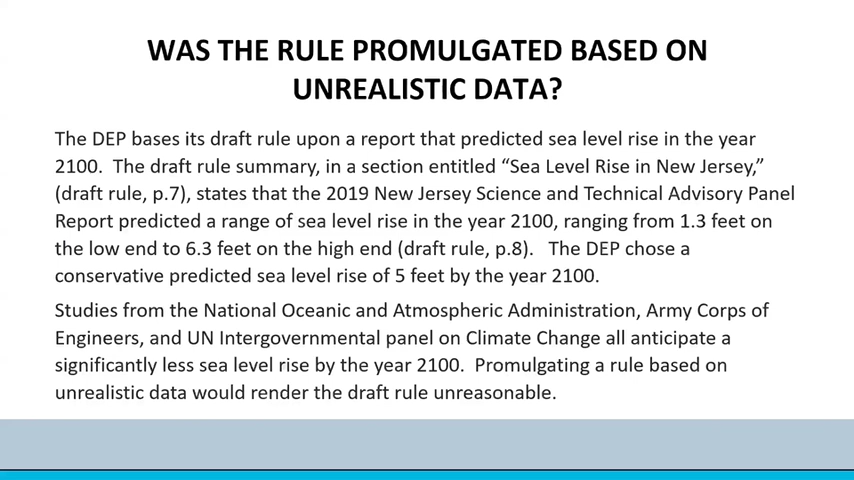 WAS THE RULE PROMULGATED BASED ON
UNREALISTIC DATA?
The DEP bases its draft rule upon a report that predicted sea level rise in the year
2100.  The draft rule summary, in a section entitled “Sea Level Rise in New Jersey,”
(draft rule, p.7), states that the 2019 New Jersey Science and Technical Advisory Panel
Report predicted a range of sea level rise in the year 2100, ranging from 1.3 feet on
the low end to 6.3 feet on the high end (draft rule, p.8).   The DEP chose a
conservative predicted sea level rise of 5 feet by the year 2100.
Studies from the National Oceanic and Atmospheric Administration, Army Corps of
Engineers, and UN Intergovernmental panel on Climate Change all anticipate a
significantly less sea level rise by the year 2100.  Promulgating a rule based on
unrealistic data would render the draft rule unreasonable.